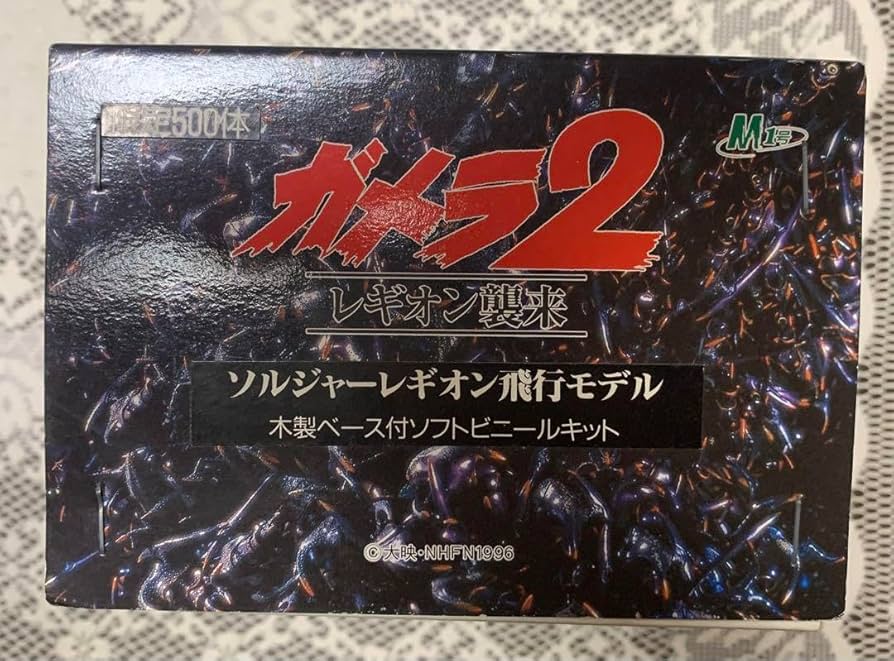 限定500体
M1号
ガメラ2
レギオン襲来
ソルジャーレギオン飛行モデル
木製ベース付ソフトビニールキット
©大映・NHFN1996